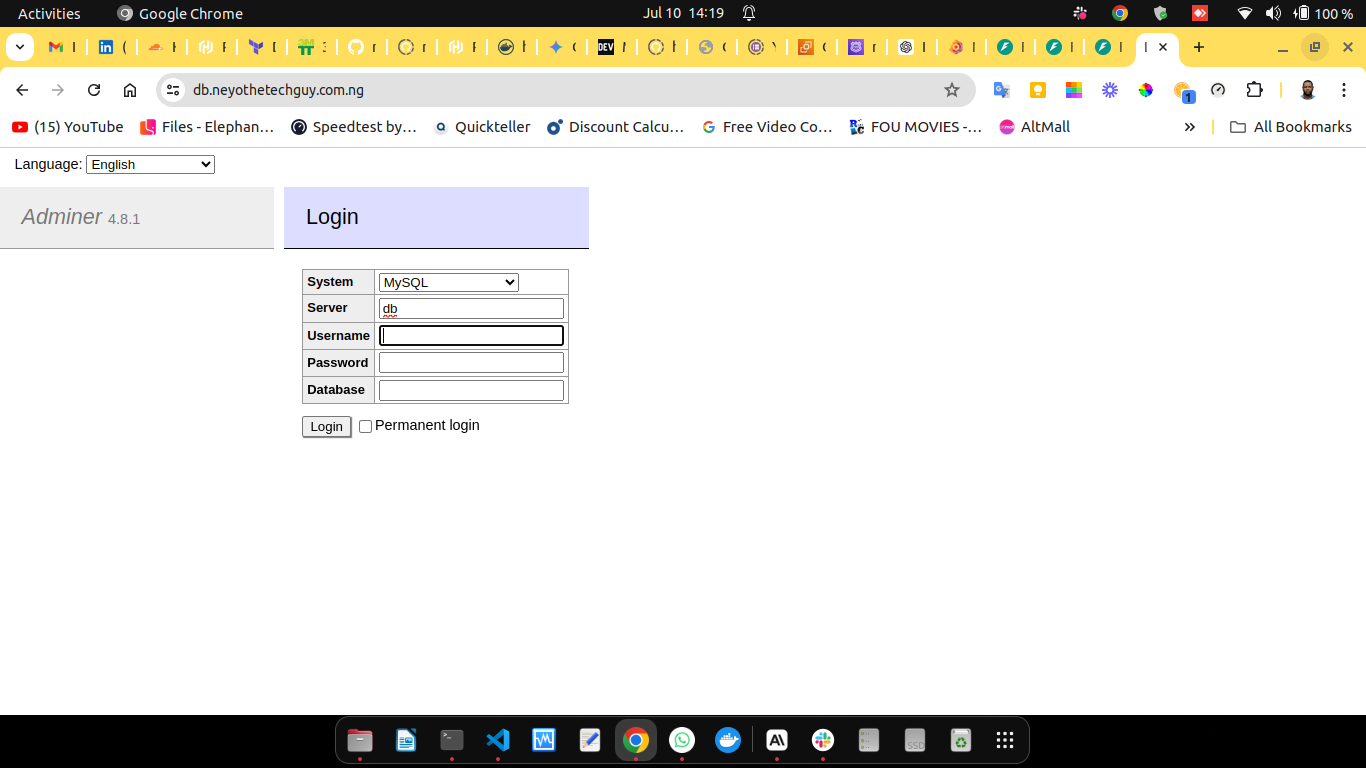 Activities Google Chrome Jul 10 14:19 100 %
db.neyothetechguy.com.ng 1
(15) YouTube Files - Elephan… Speedtest by… Quickteller Discount Calcu… Free Video Co… FOU MOVIES -… AltMall All Bookmarks
Language: English
Adminer 4.8.1 Login
System MySQL
Server db
Username
Password
Database
Login Permanent login